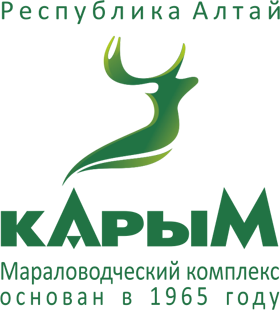 Республика Алтай
кАрыМ
Мараловодческий комплекс
основан в 1965 году